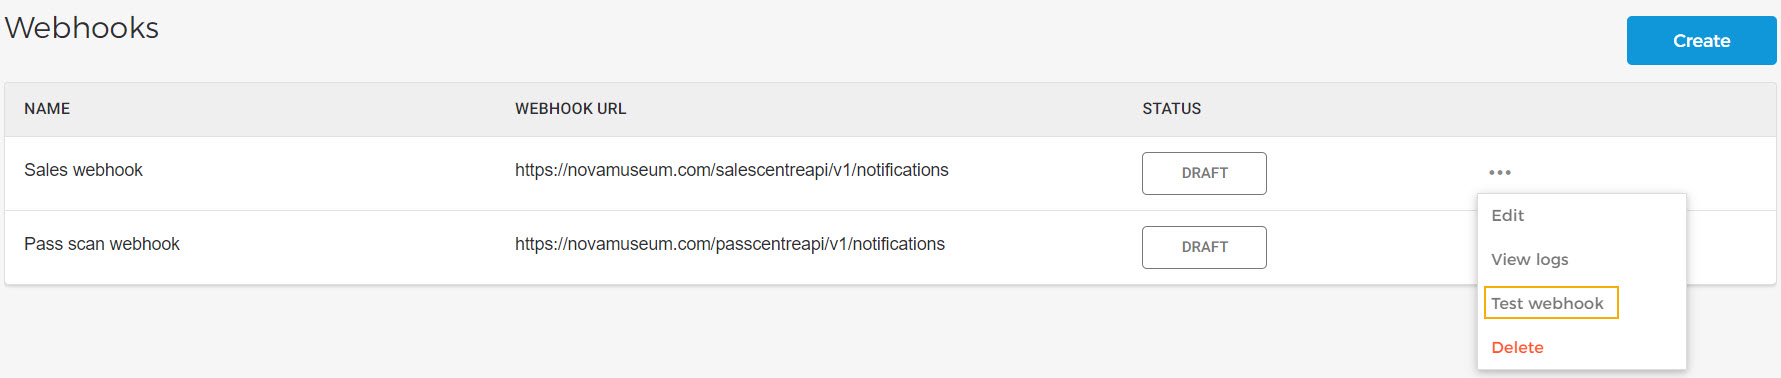 Webhooks
Create
NAME WEBHOOK URL STATUS
Sales webhook https://novamuseum.com/salescentreapi/v1/notifications DRAFT •••
Edit
Pass scan webhook https://novamuseum.com/passcentreapi/v1/notifications DRAFT
View logs
Test webhook
Delete